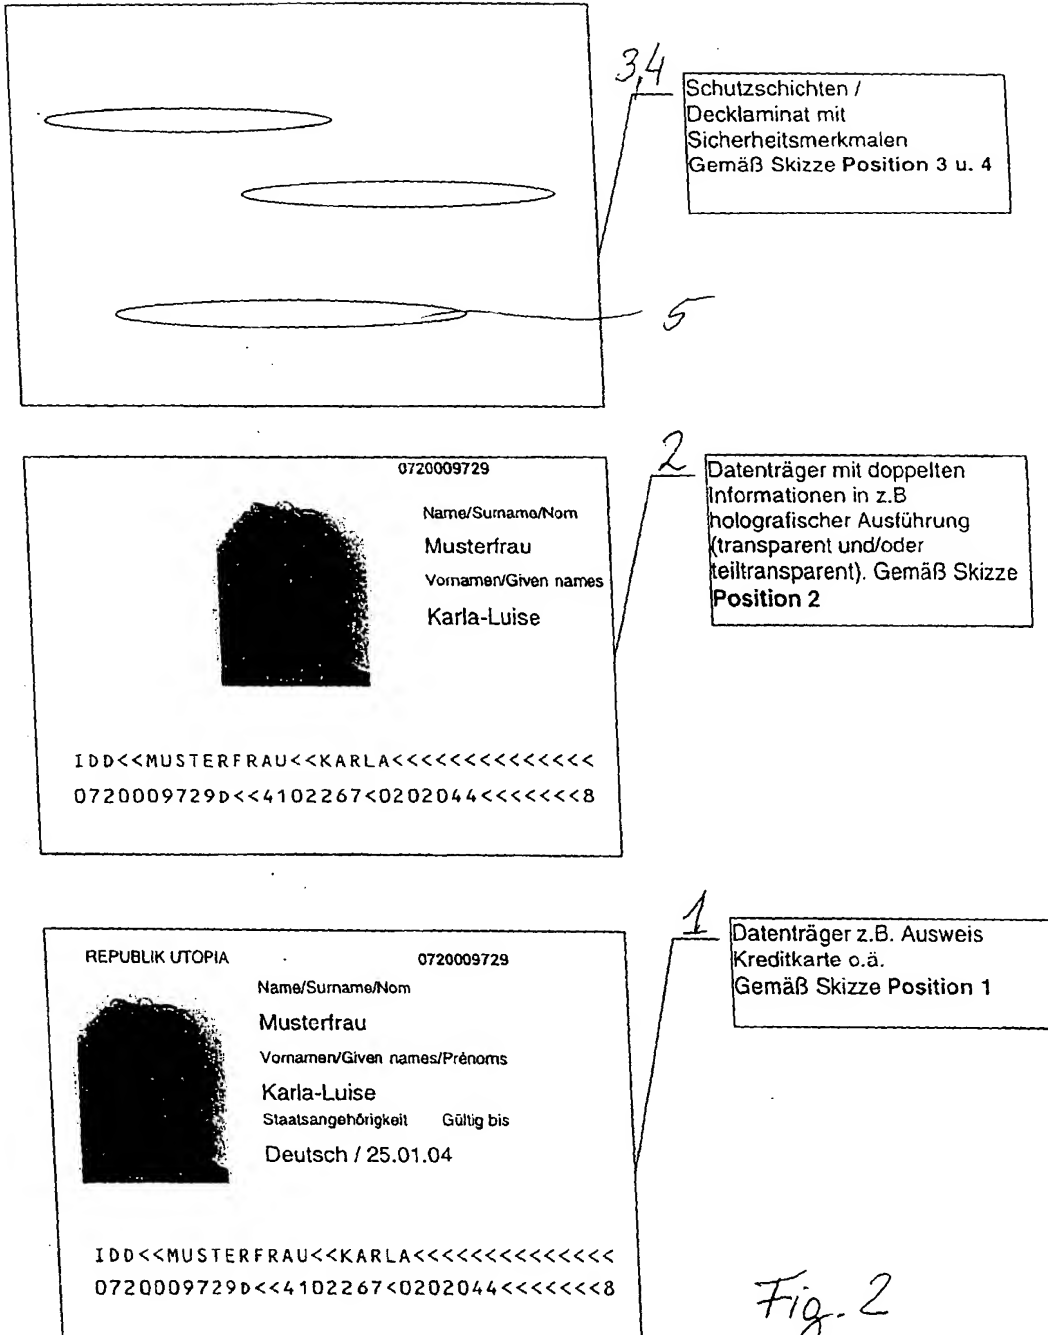 3,4
Schutzschichten /
Decklaminat mit
Sicherheitsmerkmalen
Gemäß Skizze Position 3 u. 4
5
2
Datenträger mit doppelten
Informationen in z.B
holografischer Ausführung
(transparent und/oder
teiltransparent). Gemäß Skizze
Position 2
0720009729
Name/Surname/Nom
Musterfrau
Vornamen/Given names
Karla-Luise
IDD<<MUSTERFRAU<<KARLA<<<<<<<<<<<<<<
0720009729D<<4102267<0202044<<<<<<<8
1
Datenträger z.B. Ausweis
Kreditkarte o.ä.
Gemäß Skizze Position 1
REPUBLIK UTOPIA 0720009729
Name/Surname/Nom
Musterfrau
Vornamen/Given names/Prénoms
Karla-Luise
Staatsangehörigkeit Gültig bis
Deutsch / 25.01.04
IDD<<MUSTERFRAU<<KARLA<<<<<<<<<<<<<<
0720009729D<<4102267<0202044<<<<<<<8
Fig. 2